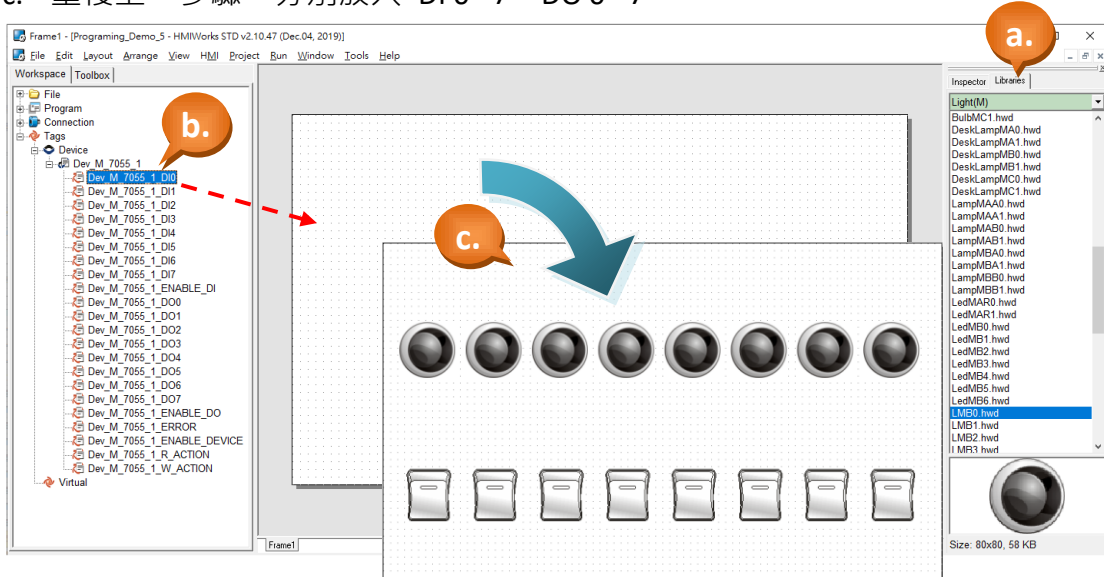 Frame1 - [Programing_Demo_5 - HMIWorks STD v2.10.47 (Dec.04, 2019)]
File Edit Layout Arrange View HMI Project Run Window Tools Help
Workspace Toolbox
File
Program
Connection
Tags
Device
Dev_M_7055_1
Dev_M_7055_1_DI0
Dev_M_7055_1_DI1
Dev_M_7055_1_DI2
Dev_M_7055_1_DI3
Dev_M_7055_1_DI4
Dev_M_7055_1_DI5
Dev_M_7055_1_DI6
Dev_M_7055_1_DI7
Dev_M_7055_1_ENABLE_DI
Dev_M_7055_1_DO0
Dev_M_7055_1_DO1
Dev_M_7055_1_DO2
Dev_M_7055_1_DO3
Dev_M_7055_1_DO4
Dev_M_7055_1_DO5
Dev_M_7055_1_DO6
Dev_M_7055_1_DO7
Dev_M_7055_1_ENABLE_DO
Dev_M_7055_1_ERROR
Dev_M_7055_1_ENABLE_DEVICE
Dev_M_7055_1_R_ACTION
Dev_M_7055_1_W_ACTION
Virtual
b.
c.
Frame1
a.
Inspector Libraries
Light(M)
BulbMC1.hwd
DeskLampMA0.hwd
DeskLampMA1.hwd
DeskLampMB0.hwd
DeskLampMB1.hwd
DeskLampMC0.hwd
DeskLampMC1.hwd
LampMAA0.hwd
LampMAA1.hwd
LampMAB0.hwd
LampMAB1.hwd
LampMBA0.hwd
LampMBA1.hwd
LampMBB0.hwd
LampMBB1.hwd
LedMAR0.hwd
LedMAR1.hwd
LedMB0.hwd
LedMB1.hwd
LedMB2.hwd
LedMB3.hwd
LedMB4.hwd
LedMB5.hwd
LedMB6.hwd
LMB0.hwd
LMB1.hwd
LMB2.hwd
LMB3.hwd
Size: 80x80, 58 KB